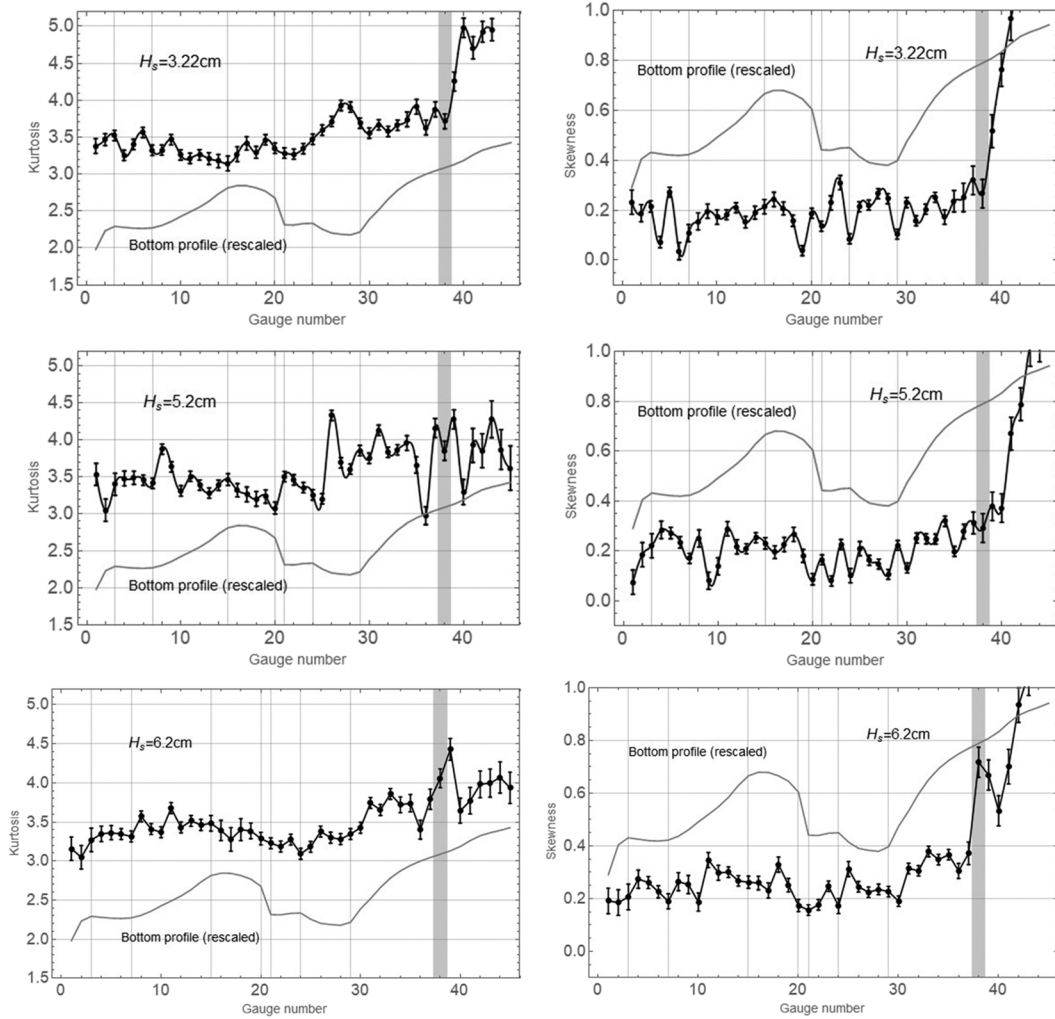 5.0
4.5
4.0
3.5
3.0
2.5
2.0
1.5
Kurtosis
Hs=3.22cm
Bottom profile (rescaled)
0 10 20 30 40
Gauge number
1.0
0.8
0.6
0.4
0.2
0.0
Skewness
Bottom profile (rescaled)
Hs=3.22cm
0 10 20 30 40
Gauge number
5.0
4.5
4.0
3.5
3.0
2.5
2.0
1.5
Kurtosis
Hs=5.2cm
Bottom profile (rescaled)
0 10 20 30 40
Gauge number
1.0
0.8
0.6
0.4
0.2
0.0
Skewness
Bottom profile (rescaled)
Hs=5.2cm
0 10 20 30 40
Gauge number
5.0
4.5
4.0
3.5
3.0
2.5
2.0
1.5
Kurtosis
Hs=6.2cm
Bottom profile (rescaled)
0 10 20 30 40
Gauge number
1.0
0.8
0.6
0.4
0.2
0.0
Skewness
Bottom profile (rescaled)
Hs=6.2cm
0 10 20 30 40
Gauge number